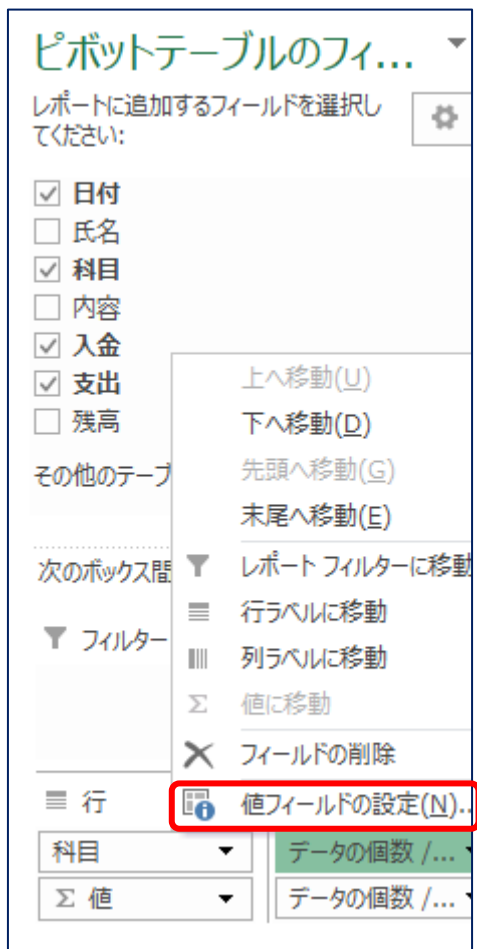 ピボットテーブルのフィ...
レポートに追加するフィールドを選択し
てください:
日付
氏名
科目
内容
入金
支出
残高
その他のテーブ
次のボックス間
フィルター
上へ移動(U)
下へ移動(D)
先頭へ移動(G)
末尾へ移動(E)
レポート フィルターに移動
行ラベルに移動
列ラベルに移動
Σ 値に移動
フィールドの削除
値フィールドの設定(N)...
行
科目
データの個数 /...
Σ 値
データの個数 /...